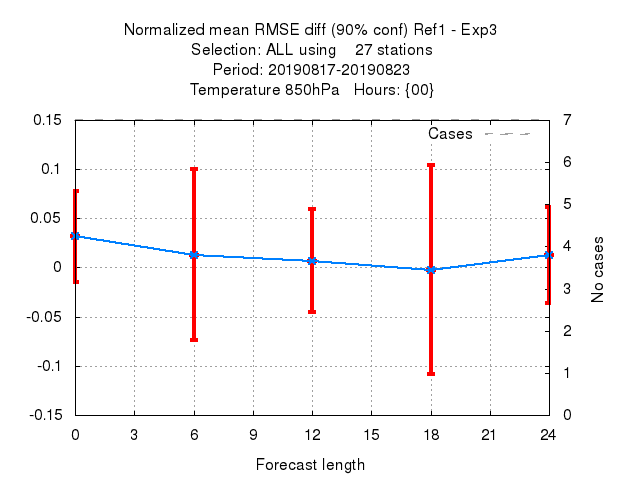 Normalized mean RMSE diff (90% conf) Ref1 - Exp3
Selection: ALL using    27 stations
Period: 20190817-20190823
Temperature 850hPa   Hours: {00}
0.15
0.1
0.05
0
-0.05
-0.1
-0.15
Cases
7
6
5
4
3
2
1
0
No cases
0 3 6 9 12 15 18 21 24
Forecast length